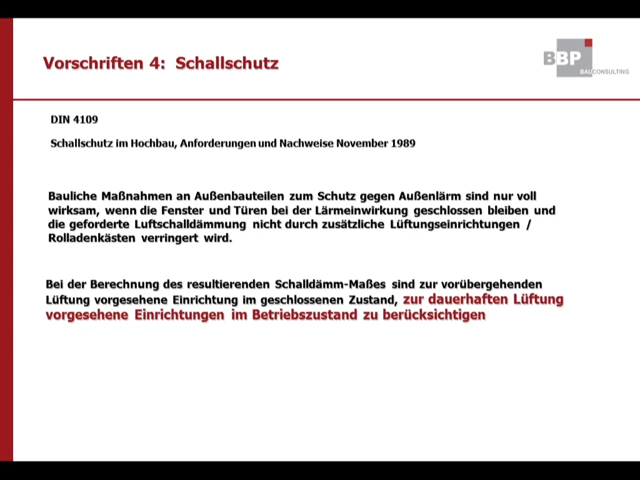 Vorschriften 4: Schallschutz
BBP
BAUCONSULTING
DIN 4109
Schallschutz im Hochbau, Anforderungen und Nachweise November 1989
Bauliche Maßnahmen an Außenbauteilen zum Schutz gegen Außenlärm sind nur voll
wirksam, wenn die Fenster und Türen bei der Lärmeinwirkung geschlossen bleiben und
die geforderte Luftschalldämmung nicht durch zusätzliche Lüftungseinrichtungen /
Rolladenkästen verringert wird.
Bei der Berechnung des resultierenden Schalldämm-Maßes sind zur vorübergehenden
Lüftung vorgesehene Einrichtung im geschlossenen Zustand, zur dauerhaften Lüftung
vorgesehene Einrichtungen im Betriebszustand zu berücksichtigen